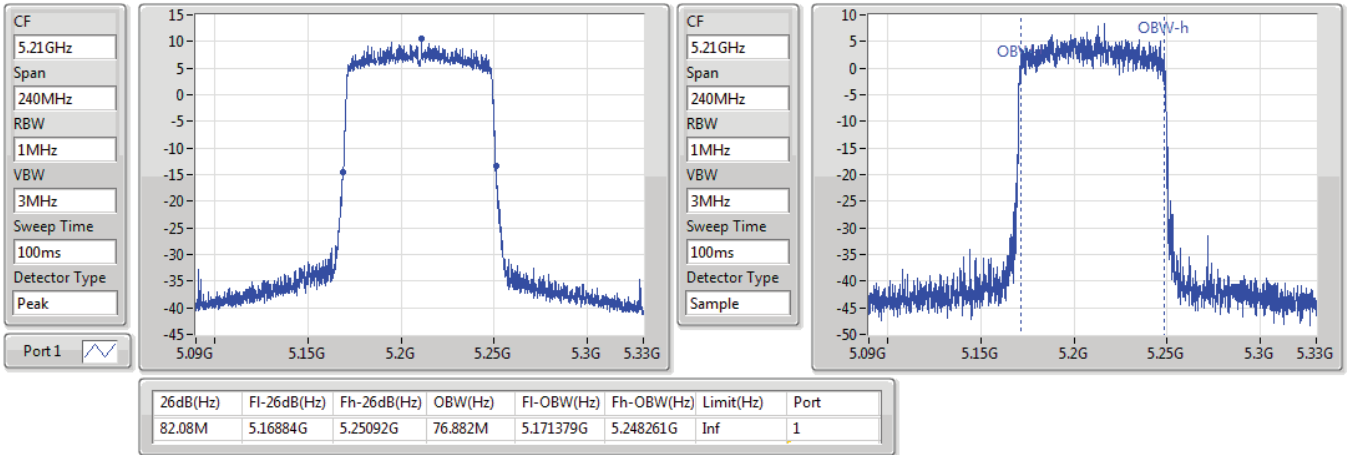 CF
5.21GHz
Span
240MHz
RBW
1MHz
VBW
3MHz
Sweep Time
100ms
Detector Type
Peak
Port 1
15
10
5
0
-5
-10
-15
-20
-25
-30
-35
-40
-45
5.09G 5.15G 5.2G 5.25G 5.3G 5.33G
CF
5.21GHz
Span
240MHz
RBW
1MHz
VBW
3MHz
Sweep Time
100ms
Detector Type
Sample
10
5
0
-5
-10
-15
-20
-25
-30
-35
-40
-45
-50
OBW-h
5.09G 5.15G 5.2G 5.25G 5.3G 5.33G
26dB(Hz) Fl-26dB(Hz) Fh-26dB(Hz) OBW(Hz) Fl-OBW(Hz) Fh-OBW(Hz) Limit(Hz) Port
82.08M 5.16884G 5.25092G 76.882M 5.171379G 5.248261G Inf 1